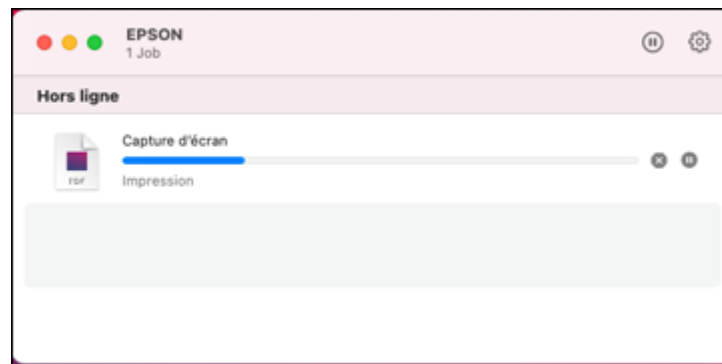 EPSON
1 Job
Hors ligne
Capture d'écran
Impression
PDF